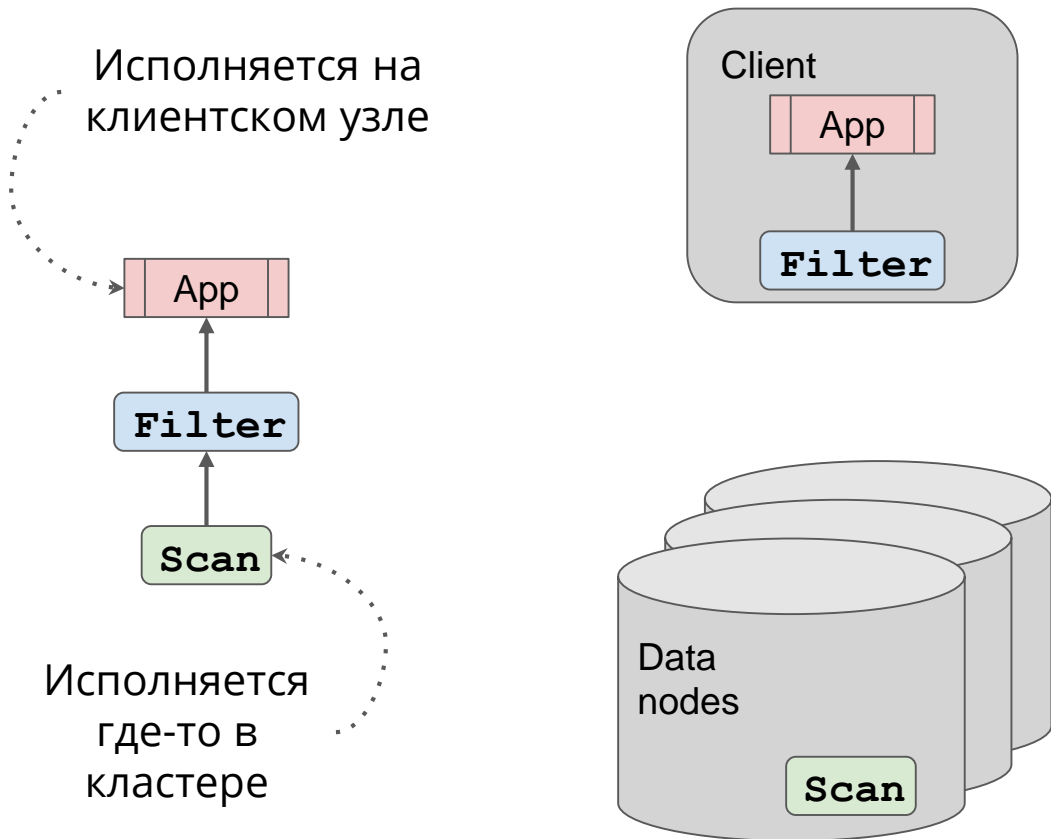 Исполняется на
клиентском узле
App
Filter
Scan
Исполняется
где-то в
кластере
Client
App
Filter
Data
nodes
Scan